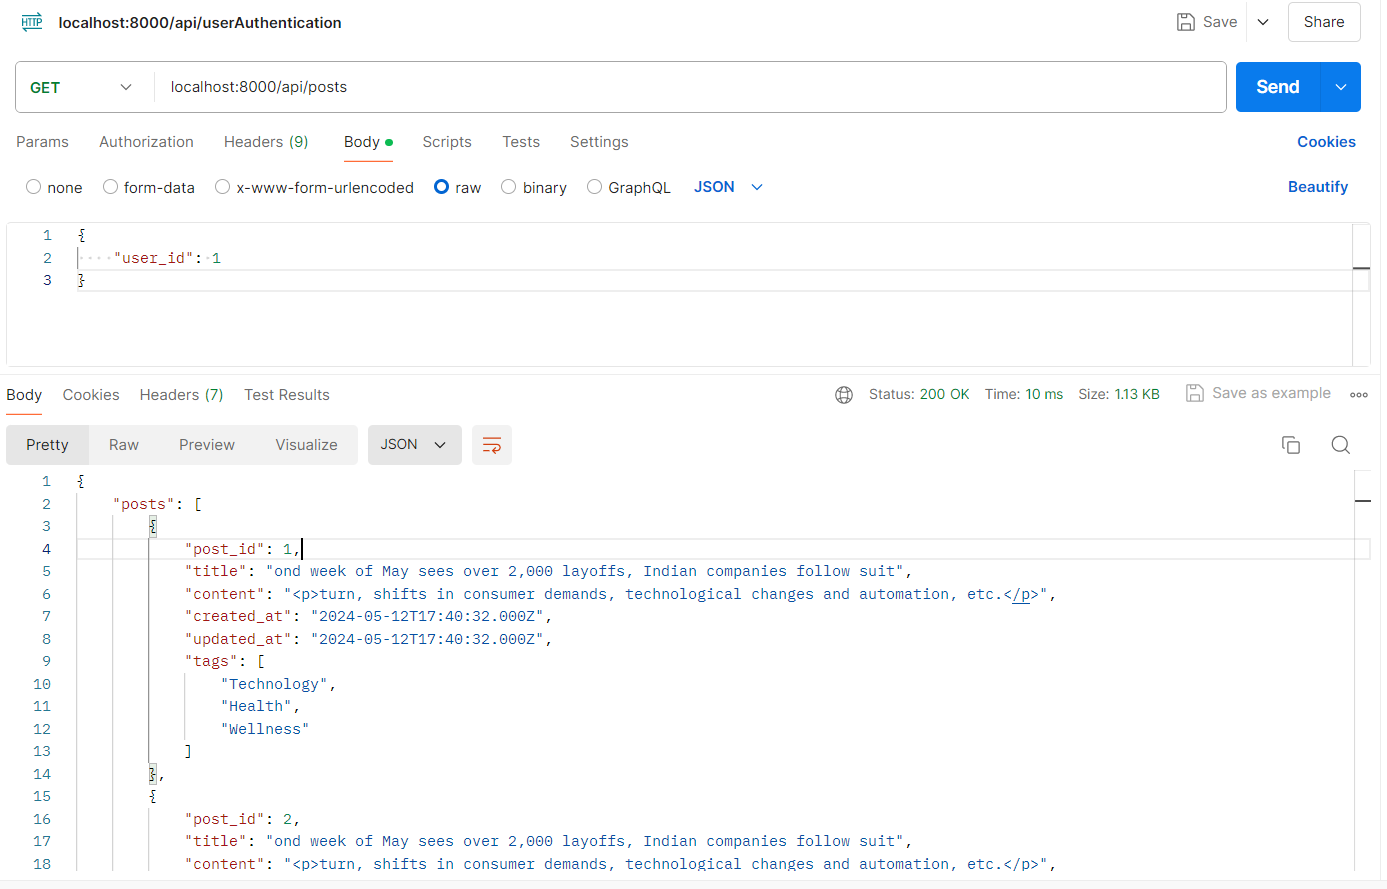 HTTP localhost:8000/api/userAuthentication Save Share
GET localhost:8000/api/posts Send
Params Authorization Headers (9) Body Scripts Tests Settings Cookies
none form-data x-www-form-urlencoded raw binary GraphQL JSON Beautify
1 {
2 "user_id": 1
3 }
Body Cookies Headers (7) Test Results Status: 200 OK Time: 10 ms Size: 1.13 KB Save as example
Pretty Raw Preview Visualize JSON
1 {
2 "posts": [
3 {
4 "post_id": 1,
5 "title": "ond week of May sees over 2,000 layoffs, Indian companies follow suit",
6 "content": "<p>turn, shifts in consumer demands, technological changes and automation, etc.</p>",
7 "created_at": "2024-05-12T17:40:32.000Z",
8 "updated_at": "2024-05-12T17:40:32.000Z",
9 "tags": [
10 "Technology",
11 "Health",
12 "Wellness"
13 ]
14 },
15 {
16 "post_id": 2,
17 "title": "ond week of May sees over 2,000 layoffs, Indian companies follow suit",
18 "content": "<p>turn, shifts in consumer demands, technological changes and automation, etc.</p>",